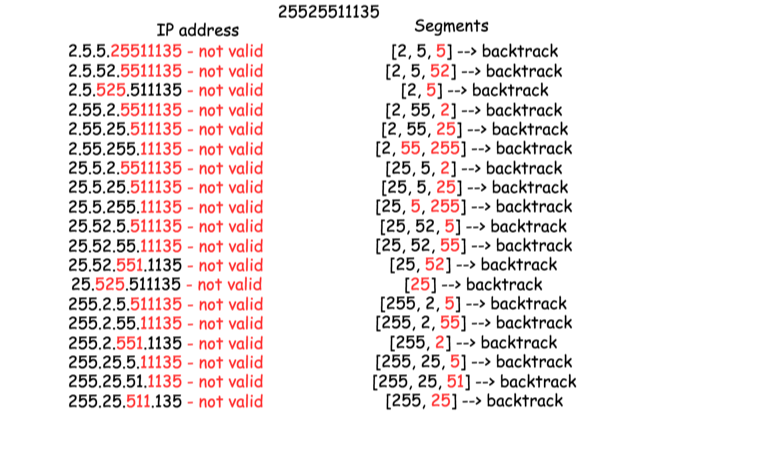 25525511135
IP address Segments
2.5.5.25511135 - not valid [2, 5, 5] --> backtrack
2.5.52.5511135 - not valid [2, 5, 52] --> backtrack
2.5.525.511135 - not valid [2, 5] --> backtrack
2.55.2.5511135 - not valid [2, 55, 2] --> backtrack
2.55.25.511135 - not valid [2, 55, 25] --> backtrack
2.55.255.11135 - not valid [2, 55, 255] --> backtrack
25.5.2.5511135 - not valid [25, 5, 2] --> backtrack
25.5.25.511135 - not valid [25, 5, 25] --> backtrack
25.5.255.11135 - not valid [25, 5, 255] --> backtrack
25.52.5.511135 - not valid [25, 52, 5] --> backtrack
25.52.55.11135 - not valid [25, 52, 55] --> backtrack
25.52.551.1135 - not valid [25, 52] --> backtrack
25.525.511135 - not valid [25] --> backtrack
255.2.5.511135 - not valid [255, 2, 5] --> backtrack
255.2.55.11135 - not valid [255, 2, 55] --> backtrack
255.2.551.1135 - not valid [255, 2] --> backtrack
255.25.5.11135 - not valid [255, 25, 5] --> backtrack
255.25.51.1135 - not valid [255, 25, 51] --> backtrack
255.25.511.135 - not valid [255, 25] --> backtrack